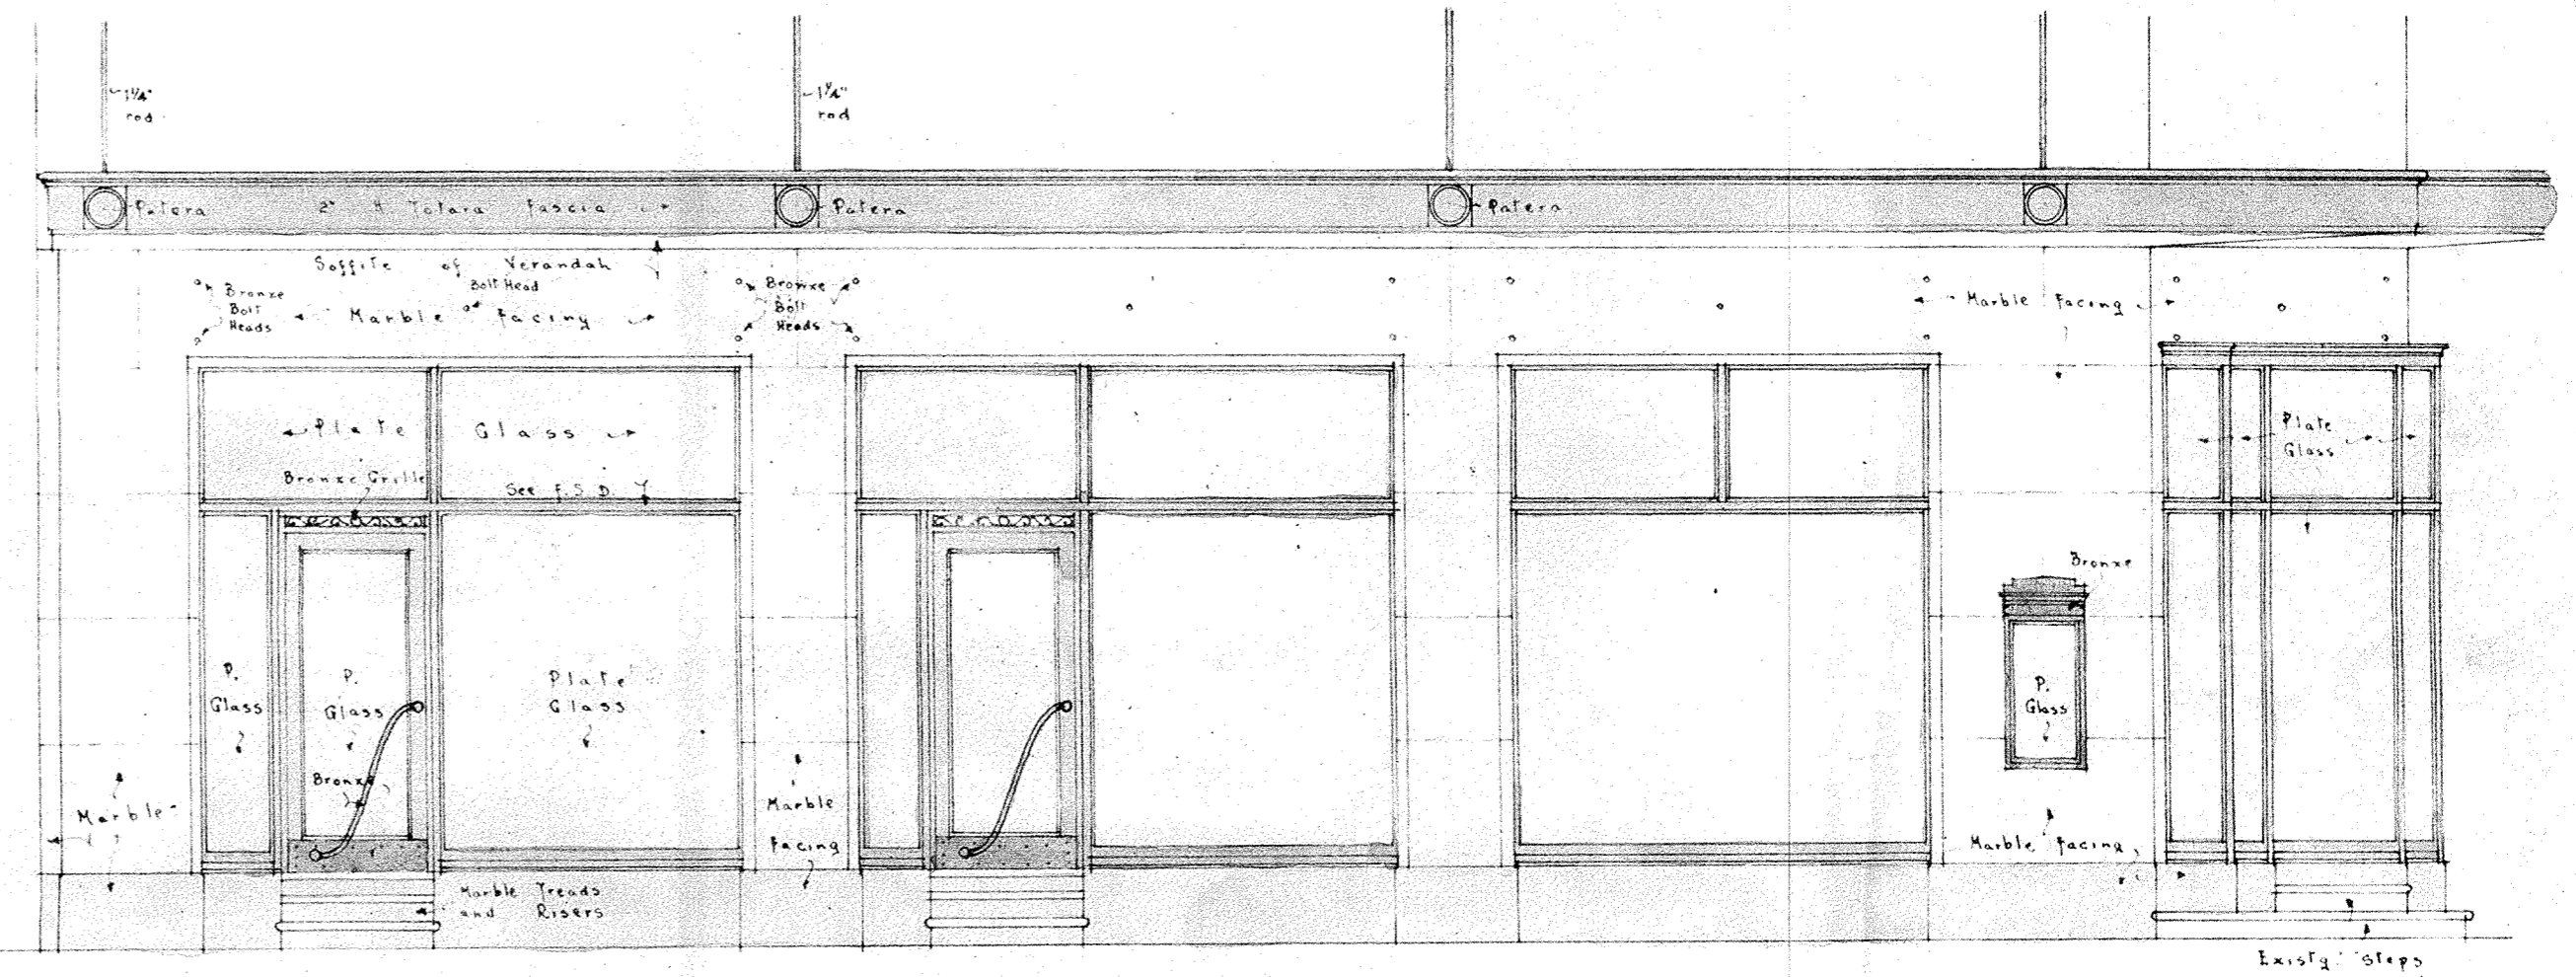 1¼"
rod
1¼"
rod
Patera
2" H Totara Fascia
Patera
Patera
Soffite of Verandah
Bronze
Bolt
Heads
Bolt Head
Marble Facing
Bronze
Bolt
Heads
Marble Facing
Plate Glass
Bronze Grille
See F.S.D. 7
Plate
Glass
Bronze
P.
Glass
P.
Glass
Plate
Glass
P.
Glass
Bronze
Marble
Marble
Facing
Marble Facing
Marble Treads
and Risers
Existg. Steps